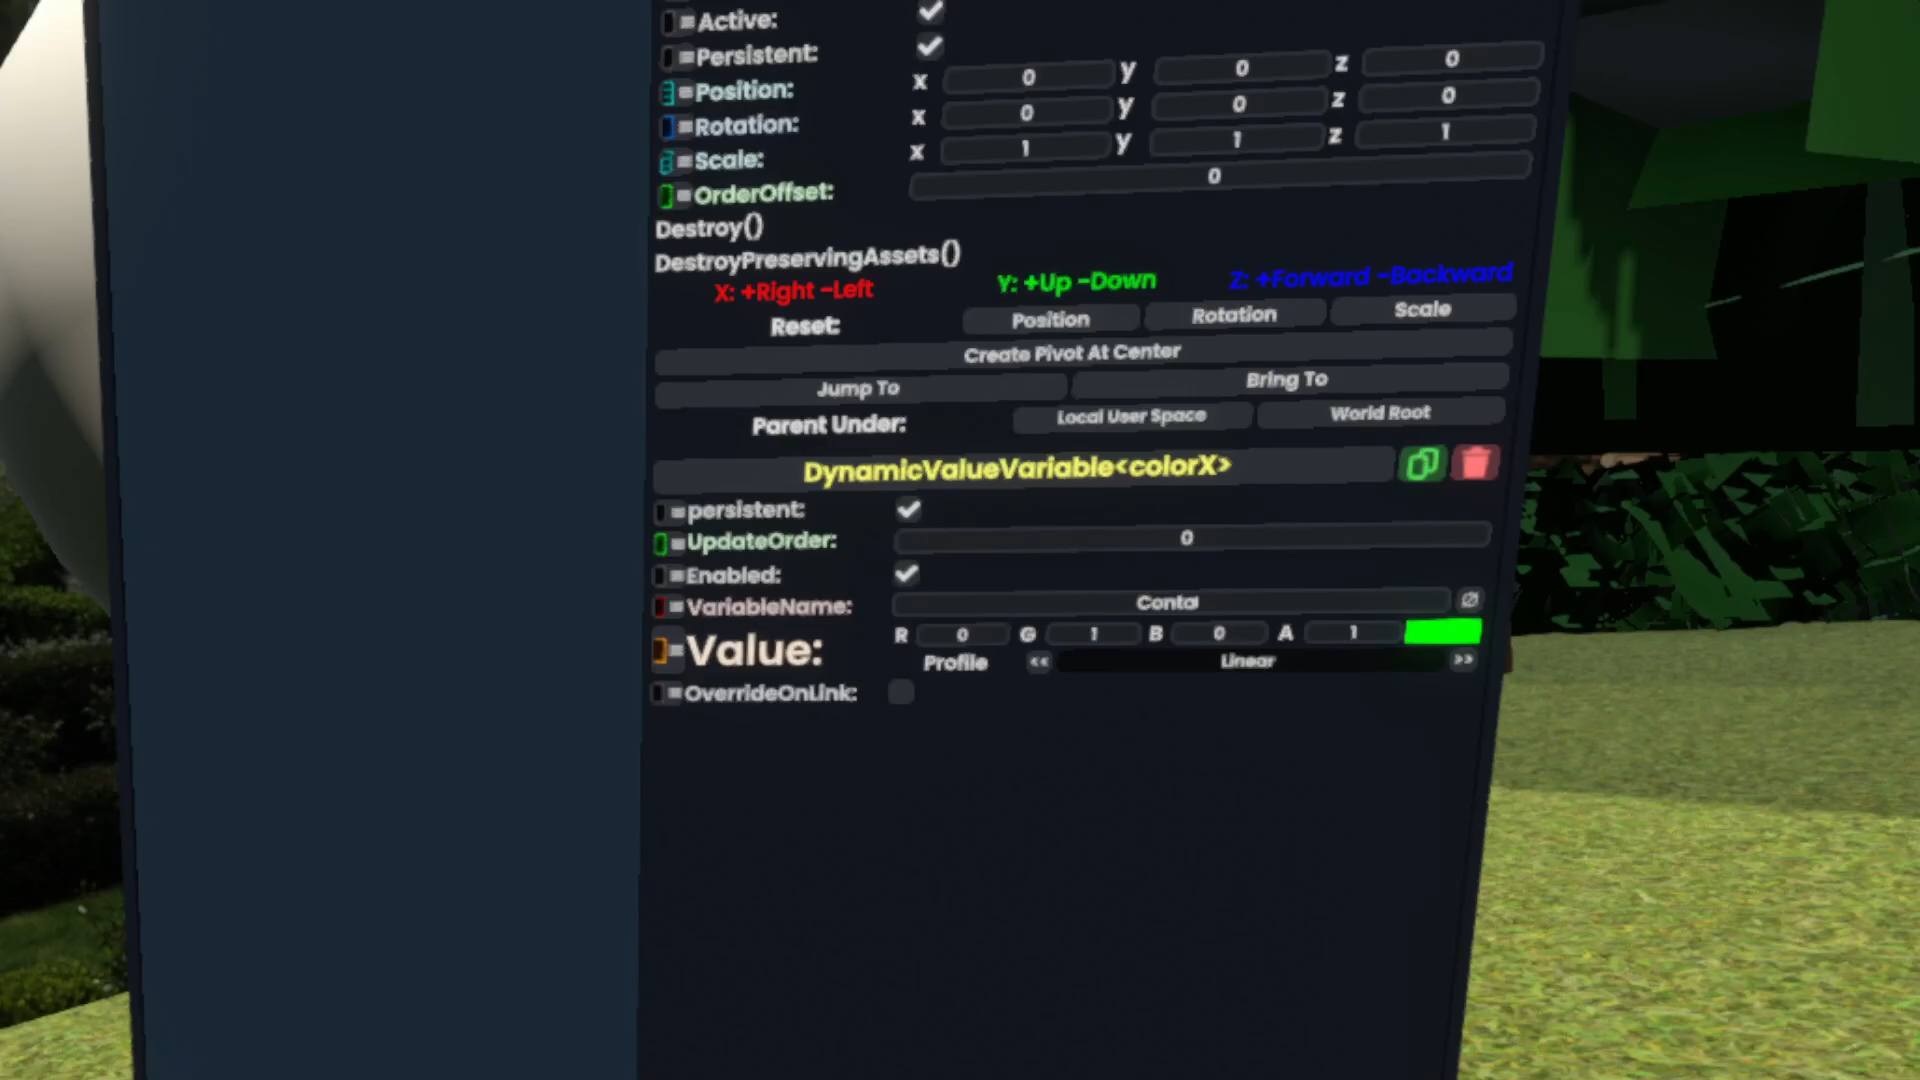 Active:
Persistent:
Position: x 0 y 0 z 0
Rotation: x 0 y 0 z 0
Scale: x 1 y 1 z 1
OrderOffset: 0
Destroy()
DestroyPreservingAssets()
X: +Right -Left Y: +Up -Down Z: +Forward -Backward
Reset: Position Rotation Scale
Create Pivot At Center
Jump To Bring To
Parent Under: Local User Space World Root
DynamicValueVariable<colorX>
persistent:
UpdateOrder: 0
Enabled:
VariableName:
Value: R 0 G 1 B 0 A 1
Profile << Linear >>
OverrideOnLink: